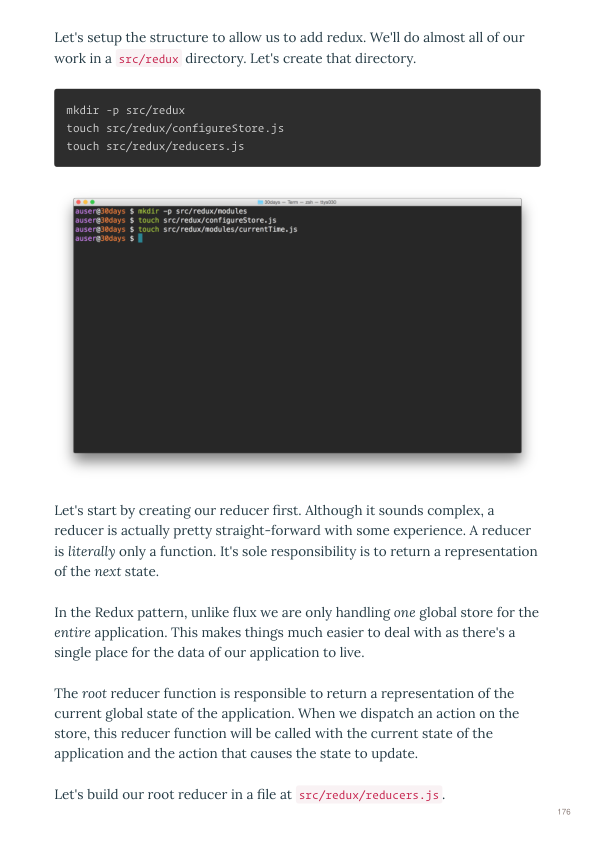 Let's setup the structure to allow us to add redux. We'll do almost all of our
work in a src/redux directory. Let's create that directory.
mkdir -p src/redux
touch src/redux/configureStore.js
touch src/redux/reducers.js
30days — Term — zsh — ttys030
auser@30days $ mkdir -p src/redux/modules
auser@30days $ touch src/redux/configureStore.js
auser@30days $ touch src/redux/modules/currentTime.js
auser@30days $
Let's start by creating our reducer first. Although it sounds complex, a
reducer is actually pretty straight-forward with some experience. A reducer
is literally only a function. It's sole responsibility is to return a representation
of the next state.
In the Redux pattern, unlike flux we are only handling one global store for the
entire application. This makes things much easier to deal with as there's a
single place for the data of our application to live.
The root reducer function is responsible to return a representation of the
current global state of the application. When we dispatch an action on the
store, this reducer function will be called with the current state of the
application and the action that causes the state to update.
Let's build our root reducer in a file at src/redux/reducers.js.
176